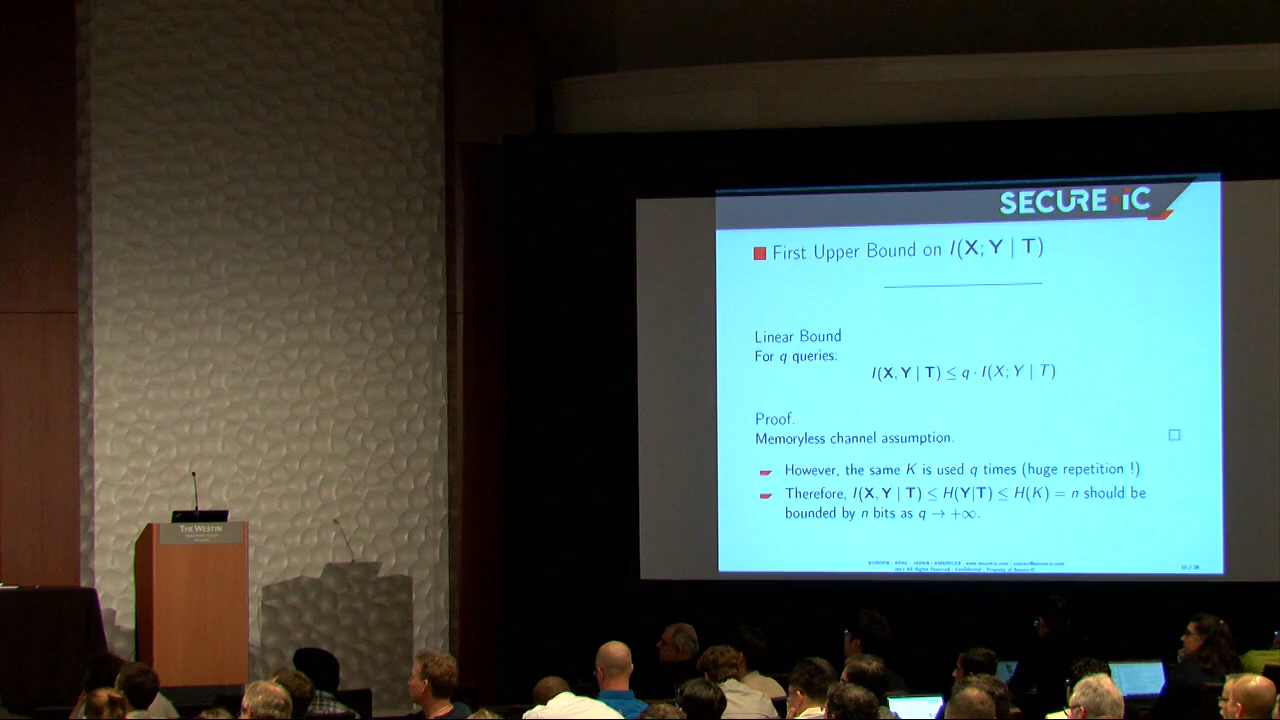 THE WESTIN
SECURE-IC
First Upper Bound on I(X; Y | T)
Linear Bound
For q queries:
I(X, Y | T) ≤ q · I(X; Y | T)
Proof.
Memoryless channel assumption.
However, the same K is used q times (huge repetition !)
Therefore, I(X, Y | T) ≤ H(Y|T) ≤ H(K) = n should be
bounded by n bits as q → +∞.